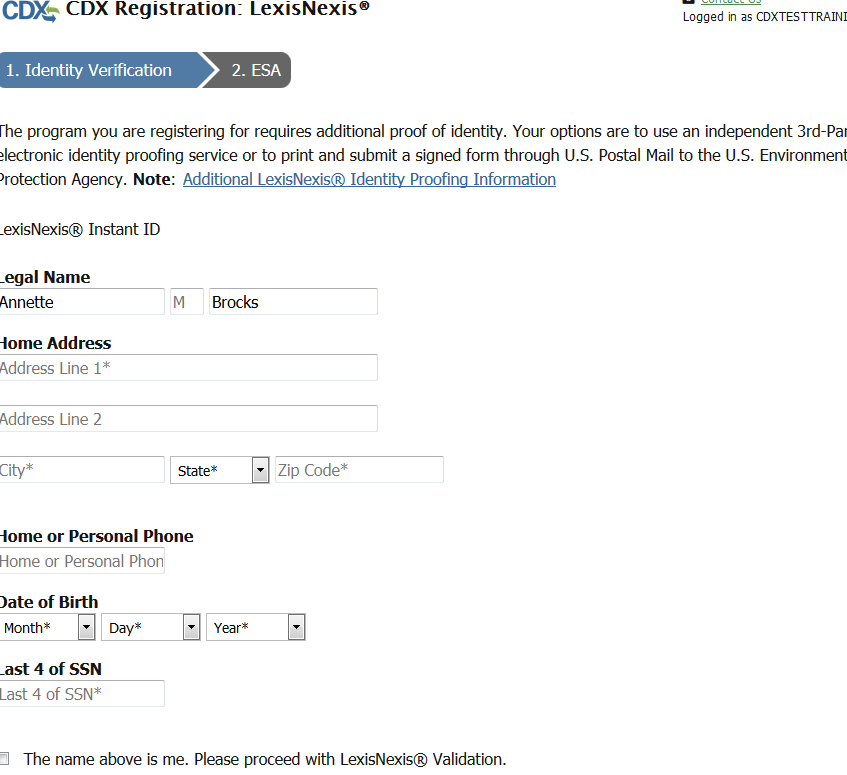 CDX CDX Registration: LexisNexis®
Contact Us
Logged in as CDXTESTTRAINI
1. Identity Verification 2. ESA
The program you are registering for requires additional proof of identity. Your options are to use an independent 3rd-Par
electronic identity proofing service or to print and submit a signed form through U.S. Postal Mail to the U.S. Environment
Protection Agency. Note: Additional LexisNexis® Identity Proofing Information
LexisNexis® Instant ID
Legal Name
Annette M Brocks
Home Address
Address Line 1*
Address Line 2
City* State* Zip Code*
Home or Personal Phone
Home or Personal Phon
Date of Birth
Month* Day* Year*
Last 4 of SSN
Last 4 of SSN*
The name above is me. Please proceed with LexisNexis® Validation.